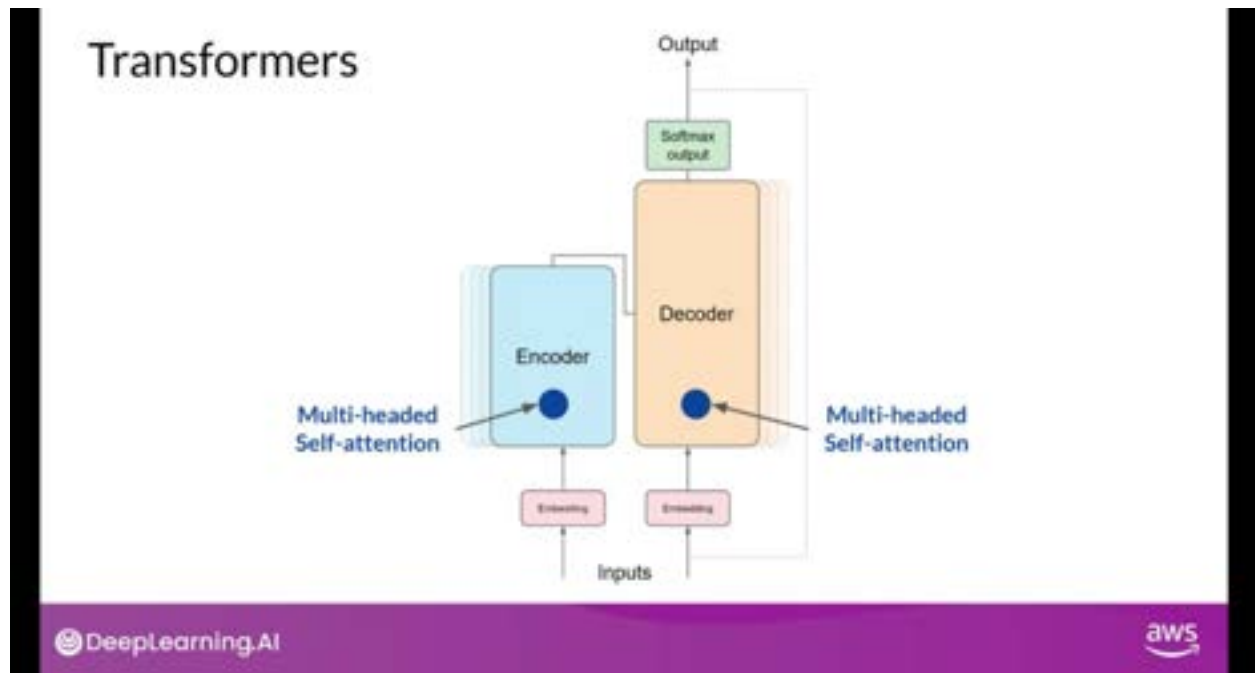 Transformers
Output
Softmax
output
Decoder
Encoder
Multi-headed
Self-attention
Multi-headed
Self-attention
Embedding
Embedding
Inputs
DeepLearning.AI
aws